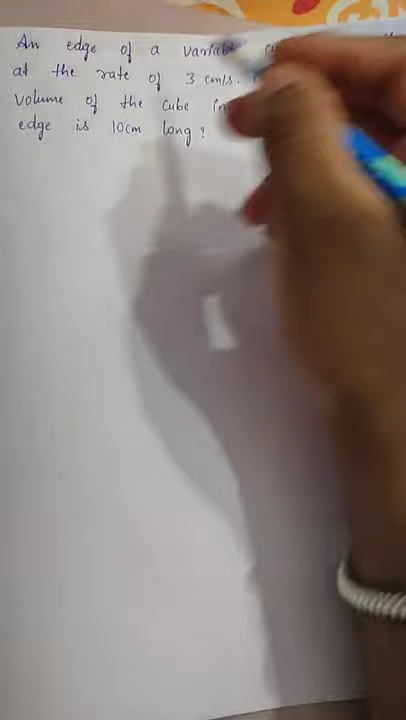 An edge of a variable
at the rate of 3 cm/s.
volume of the cube
edge is 10cm long?